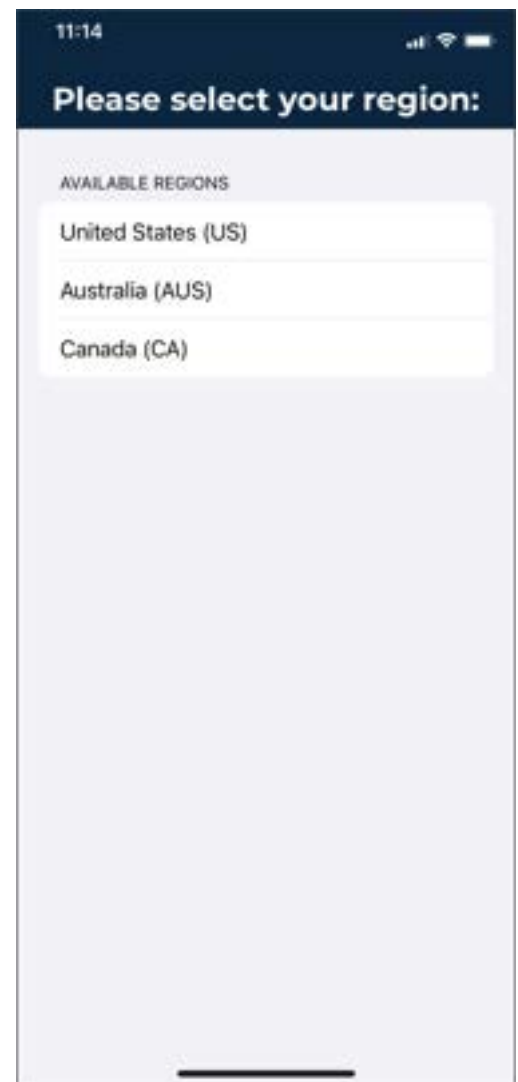 11:14
Please select your region:
AVAILABLE REGIONS
United States (US)
Australia (AUS)
Canada (CA)